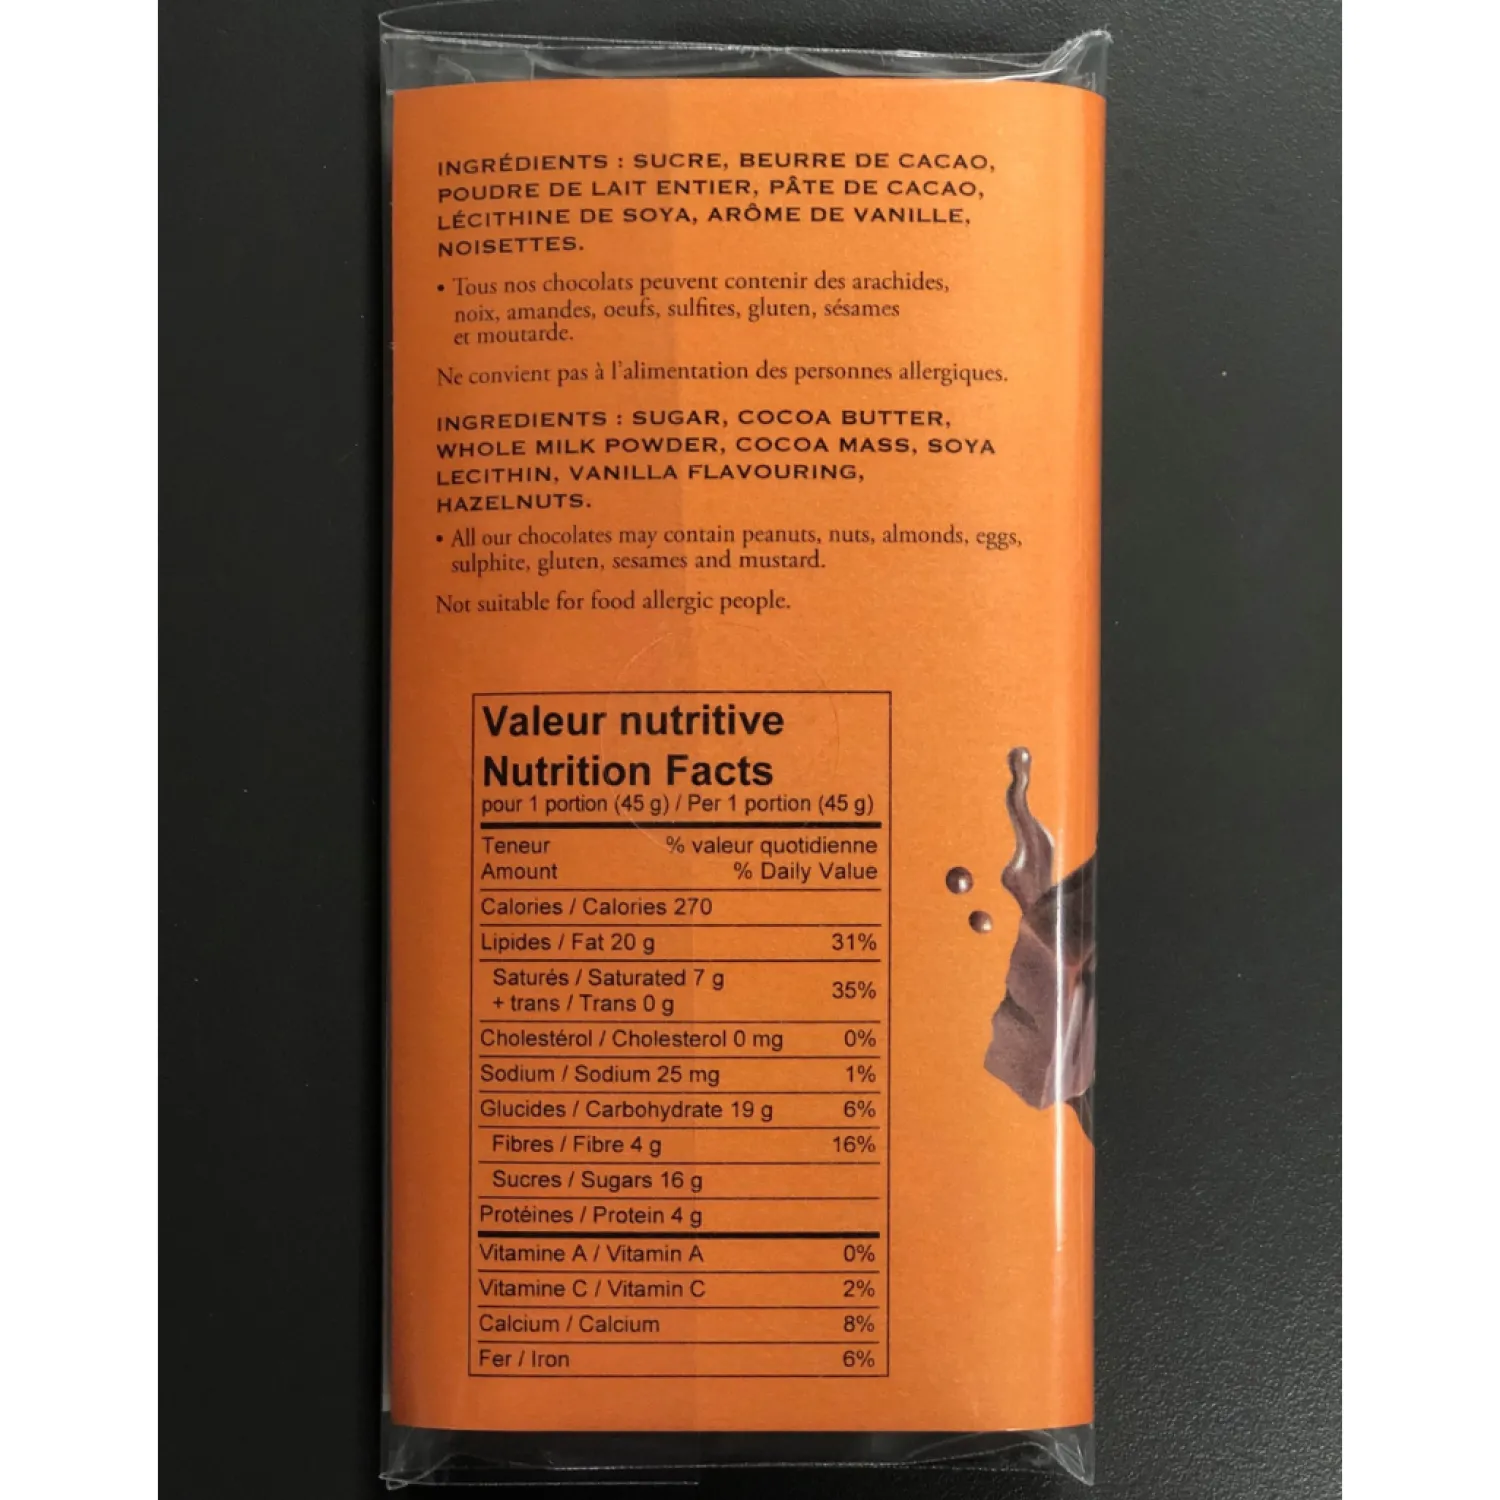 INGRÉDIENTS : SUCRE, BEURRE DE CACAO,
POUDRE DE LAIT ENTIER, PÂTE DE CACAO,
LÉCITHINE DE SOYA, ARÔME DE VANILLE,
NOISETTES.
• Tous nos chocolats peuvent contenir des arachides,
noix, amandes, oeufs, sulfites, gluten, sésames
et moutarde.
Ne convient pas à l'alimentation des personnes allergiques.
INGREDIENTS : SUGAR, COCOA BUTTER,
WHOLE MILK POWDER, COCOA MASS, SOYA
LECITHIN, VANILLA FLAVOURING,
HAZELNUTS.
• All our chocolates may contain peanuts, nuts, almonds, eggs,
sulphite, gluten, sesames and mustard.
Not suitable for food allergic people.
Valeur nutritive
Nutrition Facts
pour 1 portion (45 g) / Per 1 portion (45 g)
Teneur % valeur quotidienne
Amount % Daily Value
Calories / Calories 270
Lipides / Fat 20 g 31%
Saturés / Saturated 7 g
+ trans / Trans 0 g 35%
Cholestérol / Cholesterol 0 mg 0%
Sodium / Sodium 25 mg 1%
Glucides / Carbohydrate 19 g 6%
Fibres / Fibre 4 g 16%
Sucres / Sugars 16 g
Protéines / Protein 4 g
Vitamine A / Vitamin A 0%
Vitamine C / Vitamin C 2%
Calcium / Calcium 8%
Fer / Iron 6%